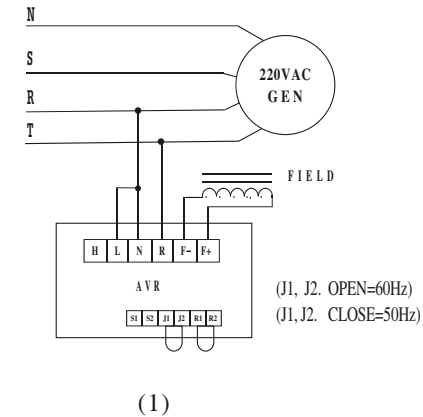 N
S
R
T
220VAC
GEN
FIELD
H L N R F- F+
AVR
S1 S2 J1 J2 R1 R2
(J1, J2. OPEN=60Hz)
(J1, J2. CLOSE=50Hz)
(1)